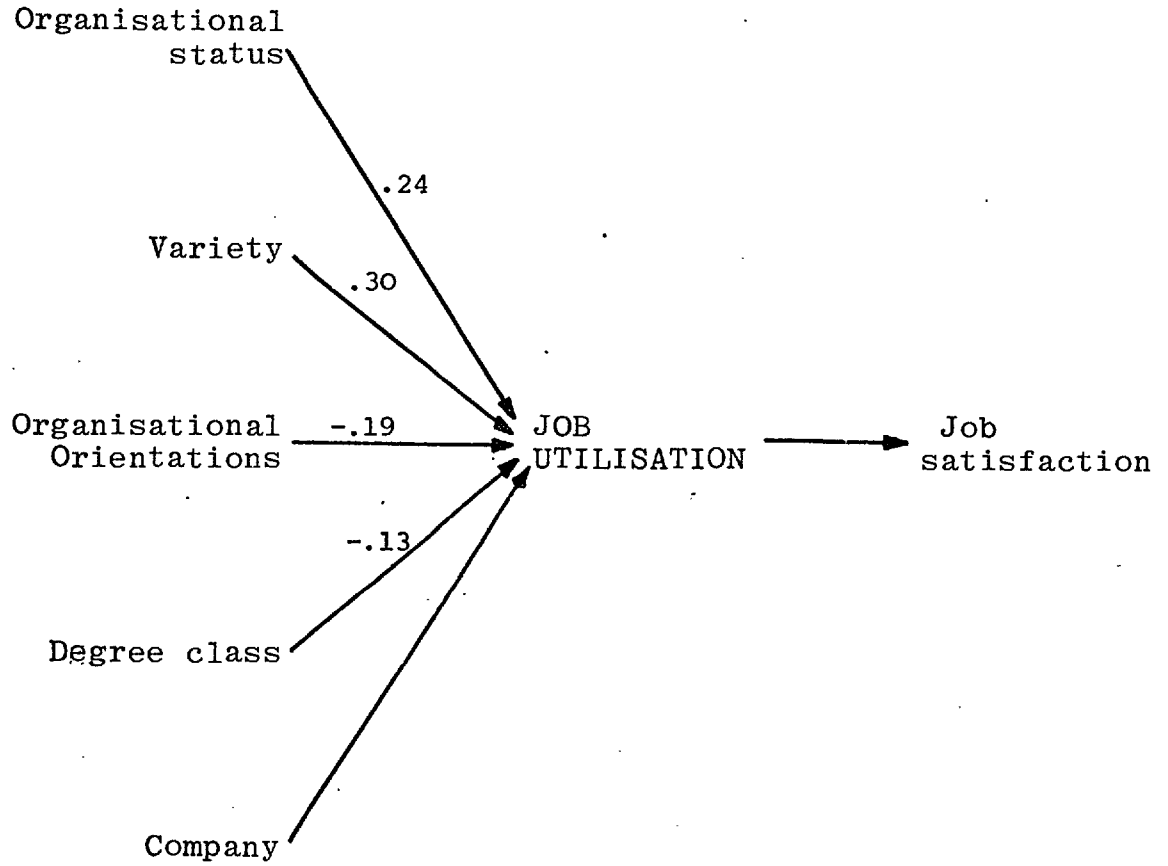 Organisational
status
.24
Variety
.30
Organisational
Orientations
-.19
JOB
UTILISATION
Job
satisfaction
-.13
Degree class
Company